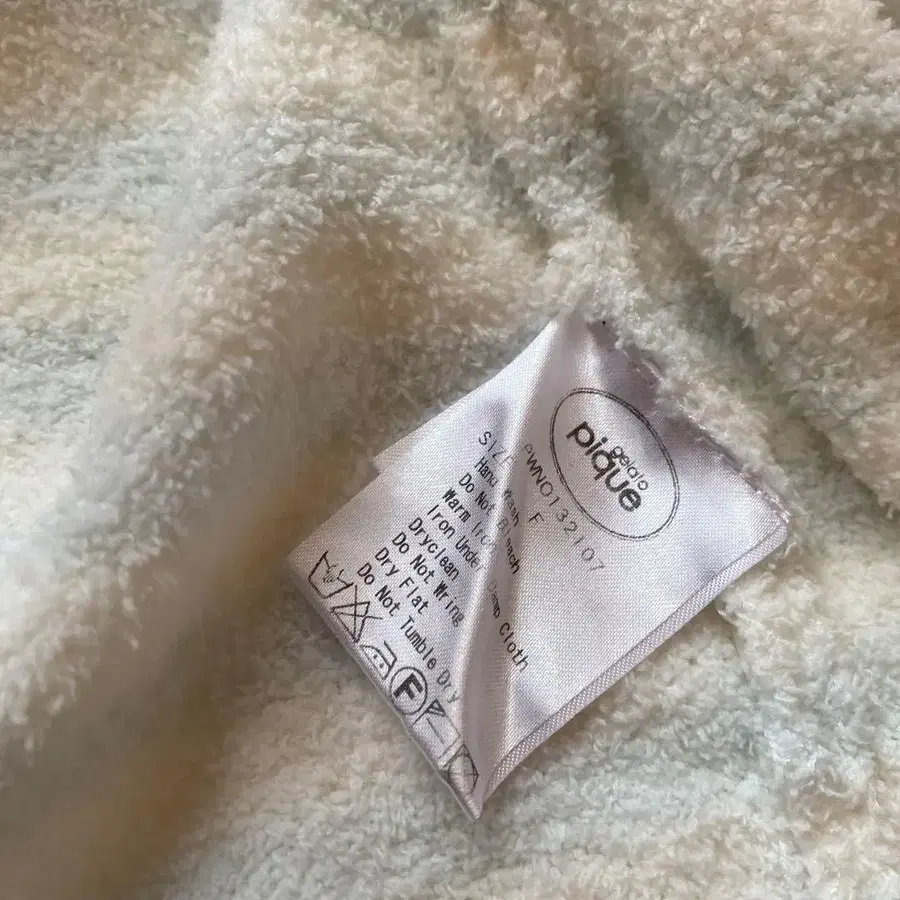 gelato
pique
PWNO132107
SIZE F
Hand Wash
Do Not Bleach
Warm Iron
Iron Under Damp Cloth
Dryclean
Do Not Wring
Dry Flat
Do Not Tumble Dry
F